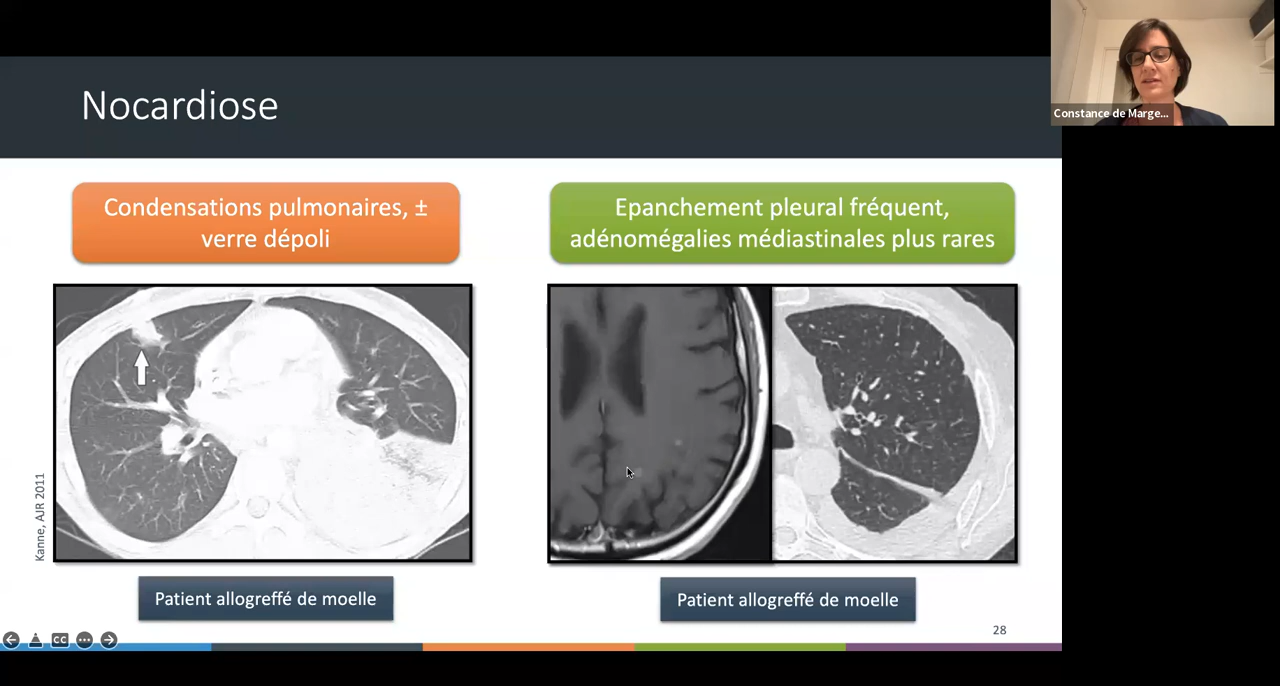 Nocardiose
Constance de Marge...
Condensations pulmonaires, ±
verre dépoli
Epanchement pleural fréquent,
adénomégalies médiastinales plus rares
Kanne, AJR 2011
Patient allogreffé de moelle
Patient allogreffé de moelle
28
CC